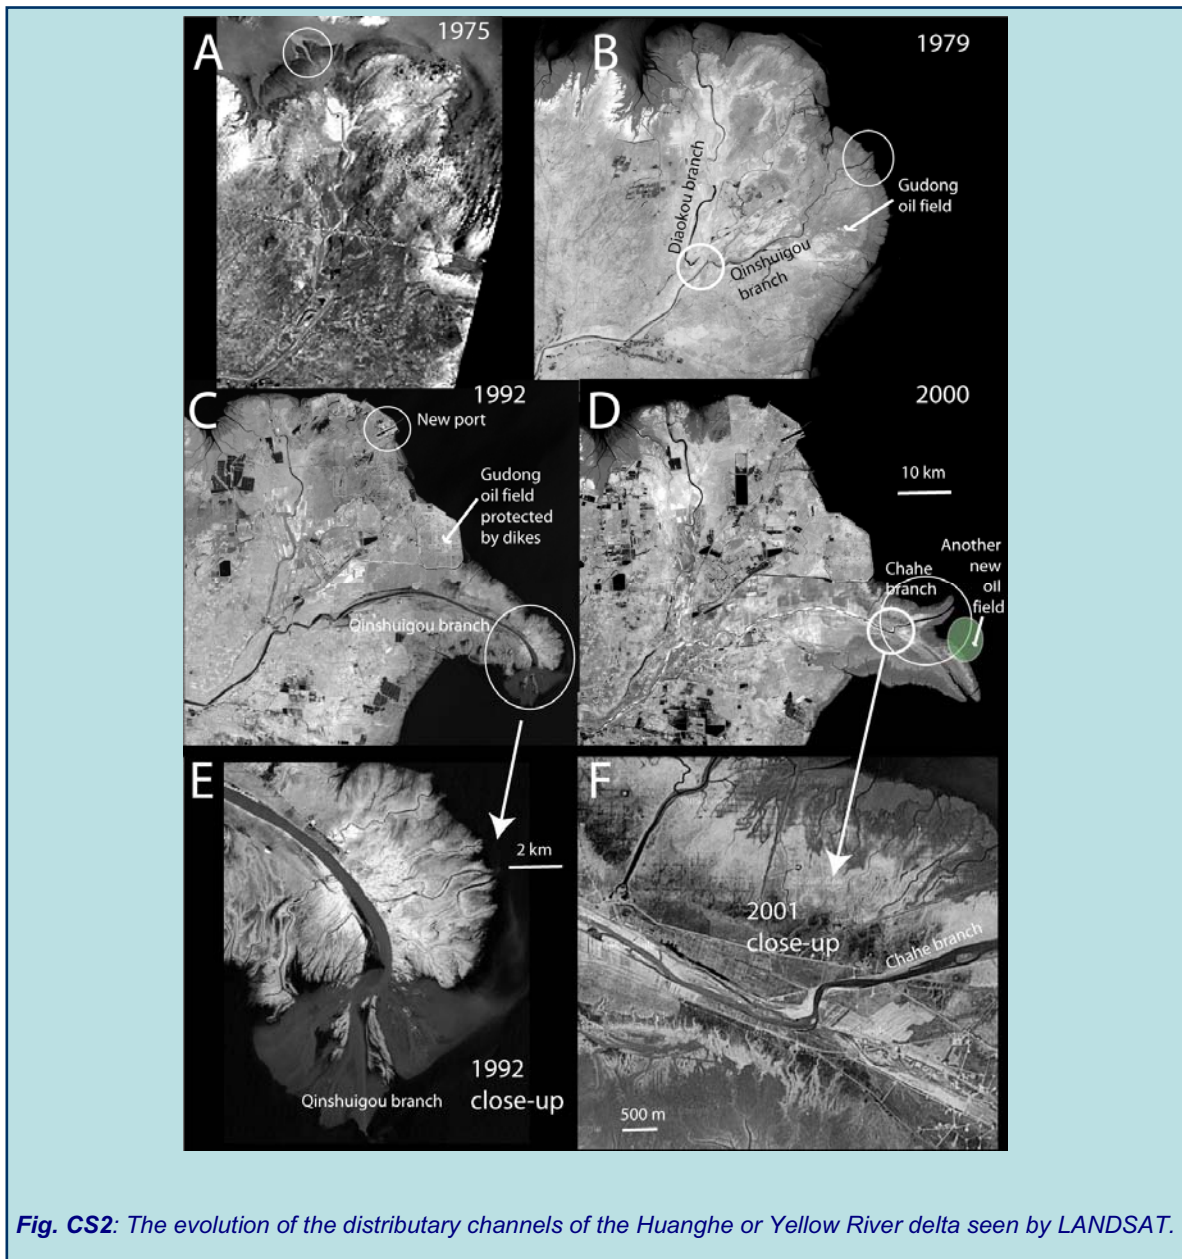 A
1975
B
1979
Diaokou branch
Gudong
oil field
Qinshuigou
branch
C
1992
New port
Gudong
oil field
protected
by dikes
Qinshuigou branch
D
2000
10 km
Another
new
oil
field
Chahe
branch
E
2 km
1992
close-up
Qinshuigou branch
F
2001
close-up
Chahe branch
500 m
Fig. CS2: The evolution of the distributary channels of the Huanghe or Yellow River delta seen by LANDSAT.